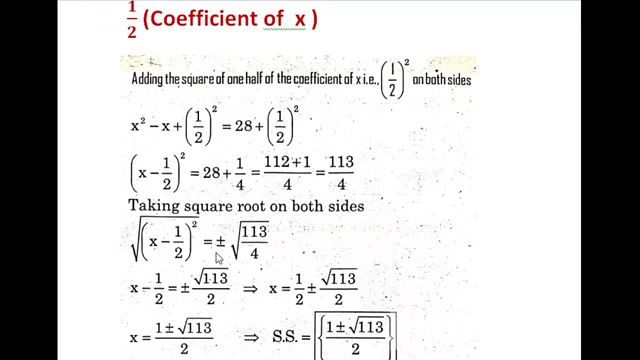 1/2 (Coefficient of x )
Adding the square of one half of the coefficient of x i.e., (1/2)² on both sides
x² − x + (1/2)² = 28 + (1/2)²
(x − 1/2)² = 28 + 1/4 = 112+1/4 = 113/4
Taking square root on both sides
√(x − 1/2)² = ± √113/4
x − 1/2 = ± √113/2 ⇒ x = 1/2 ± √113/2
x = 1 ± √113/2 ⇒ S.S. = {1 ± √113/2}